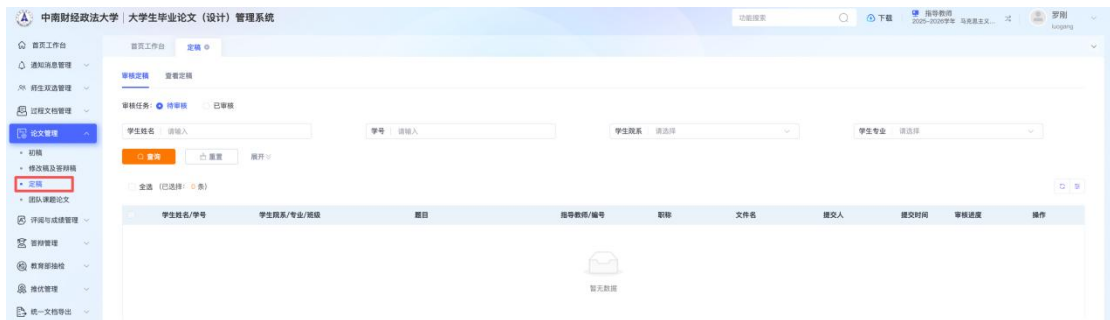 中南财经政法大学 | 大学生毕业论文（设计）管理系统
功能搜索
下载
指导教师
2025-2026学年 马克思主义...
罗刚
luogang
首页工作台
通知消息管理
师生双选管理
过程文档管理
论文管理
初稿
修改稿及答辩稿
定稿
团队课题论文
评阅与成绩管理
答辩管理
教育部抽检
推优管理
统一文档导出
首页工作台
定稿
审核定稿
查看定稿
审核任务：
待审核
已审核
学生姓名
请输入
学号
请输入
学生院系
请选择
学生专业
请选择
查询
重置
展开
全选 (已选择： 0 条)
学生姓名/学号
学生院系/专业/班级
题目
指导教师/编号
职称
文件名
提交人
提交时间
审核进度
操作
暂无数据